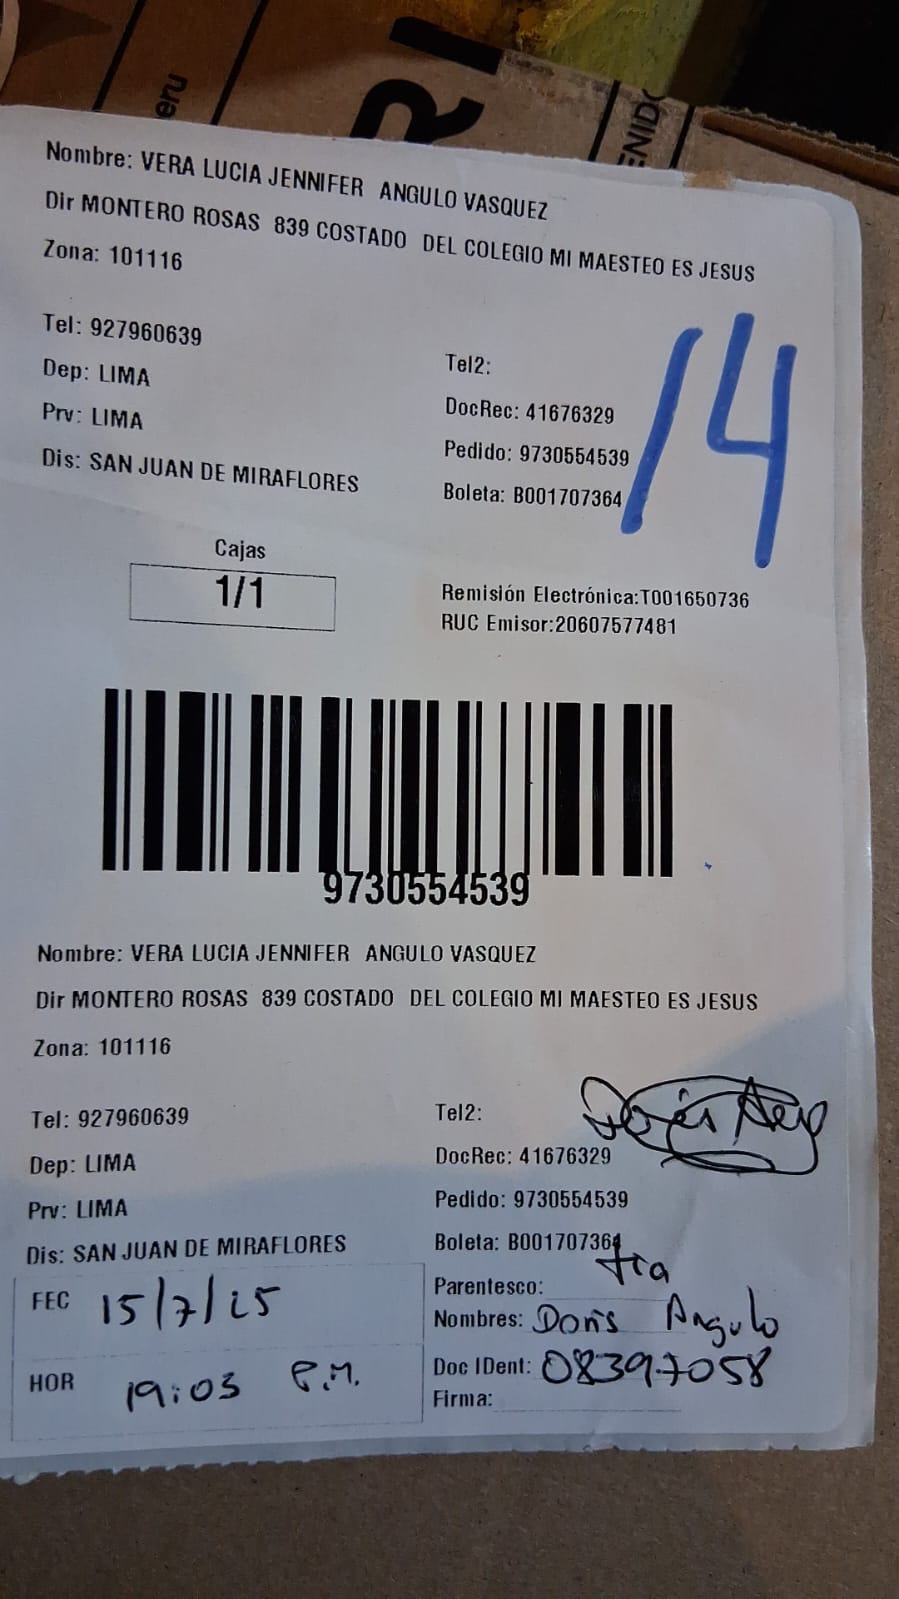 eru
R
ENIDO
Nombre: VERA LUCIA JENNIFER ANGULO VASQUEZ
Dir MONTERO ROSAS 839 COSTADO DEL COLEGIO MI MAESTEO ES JESUS
Zona: 101116
14
Tel: 927960639
Tel2:
Dep: LIMA
DocRec: 41676329
Prv: LIMA
Pedido: 9730554539
Dis: SAN JUAN DE MIRAFLORES
Boleta: B001707364
Cajas
1/1
Remisión Electrónica:T001650736
RUC Emisor:20607577481
9730554539
Nombre: VERA LUCIA JENNIFER ANGULO VASQUEZ
Dir MONTERO ROSAS 839 COSTADO DEL COLEGIO MI MAESTEO ES JESUS
Zona: 101116
Tel: 927960639
Tel2:
Dep: LIMA
DocRec: 41676329
Prv: LIMA
Pedido: 9730554539
Dis: SAN JUAN DE MIRAFLORES
Boleta: B001707364
FEC 15/7/25
Parentesco: tia
Nombres: Doris Angulo
HOR 19:03 P.M.
Doc IDent: 08397058
Firma: